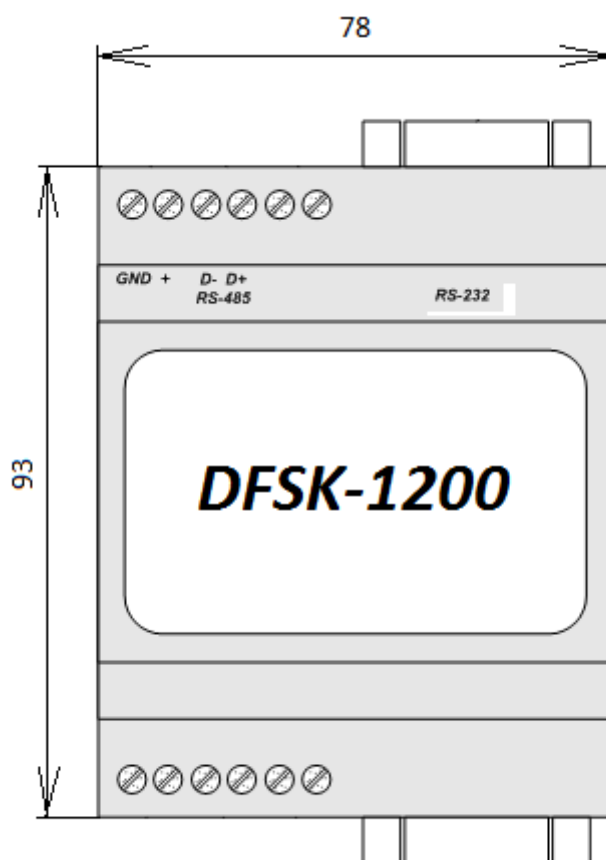 78
GND + D- D+
RS-485
RS-232
93
DFSK-1200